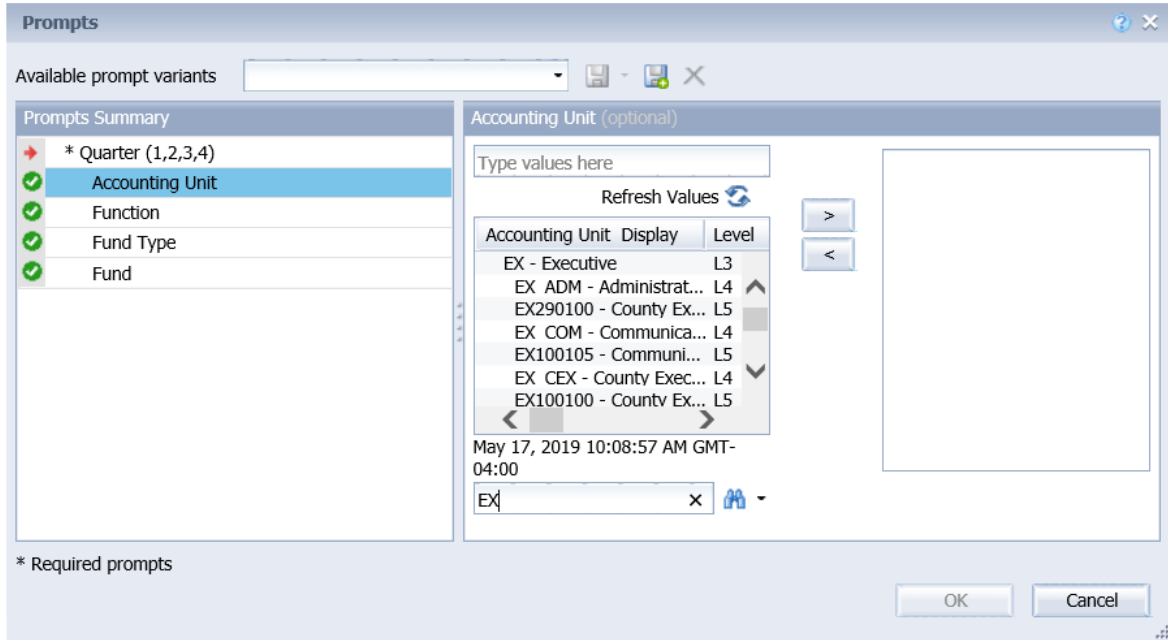 Prompts
Available prompt variants
Prompts Summary
* Quarter (1,2,3,4)
Accounting Unit
Function
Fund Type
Fund
Accounting Unit (optional)
Type values here
Refresh Values
Accounting Unit Display Level
EX - Executive L3
EX ADM - Administrat... L4
EX290100 - County Ex... L5
EX COM - Communica... L4
EX100105 - Communi... L5
EX CEX - County Exec... L4
EX100100 - County Ex... L5
May 17, 2019 10:08:57 AM GMT-
04:00
EX
>
<
* Required prompts
OK Cancel